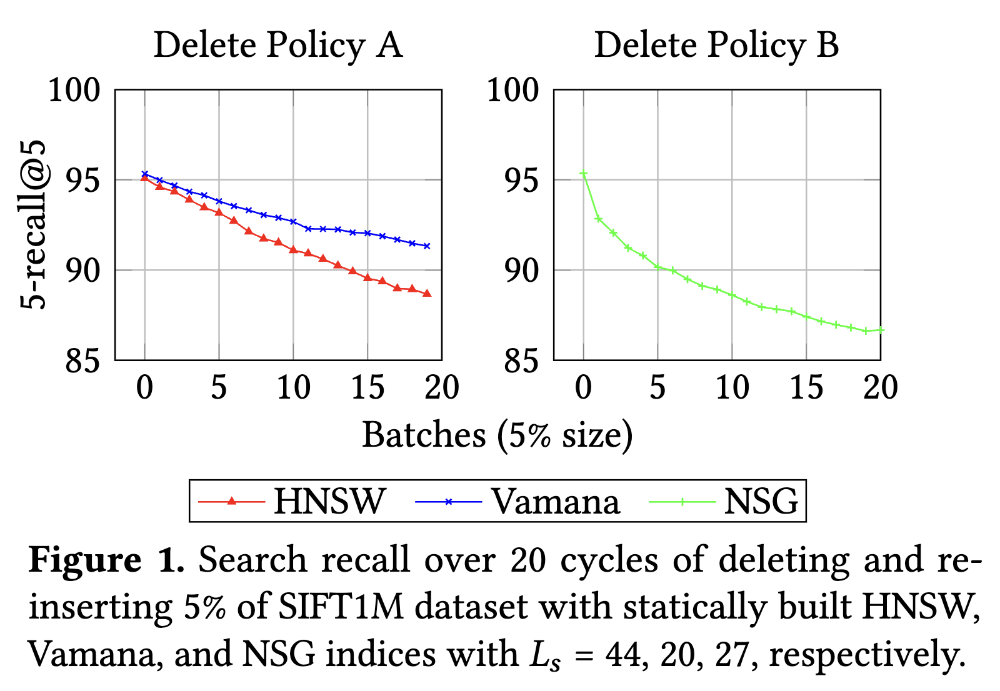 Delete Policy A
Delete Policy B
100
95
90
85
5-recall@5
0 5 10 15 20
100
95
90
85
0 5 10 15 20
Batches (5% size)
HNSW Vamana NSG
Figure 1. Search recall over 20 cycles of deleting and re-
inserting 5% of SIFT1M dataset with statically built HNSW,
Vamana, and NSG indices with Lₛ = 44, 20, 27, respectively.